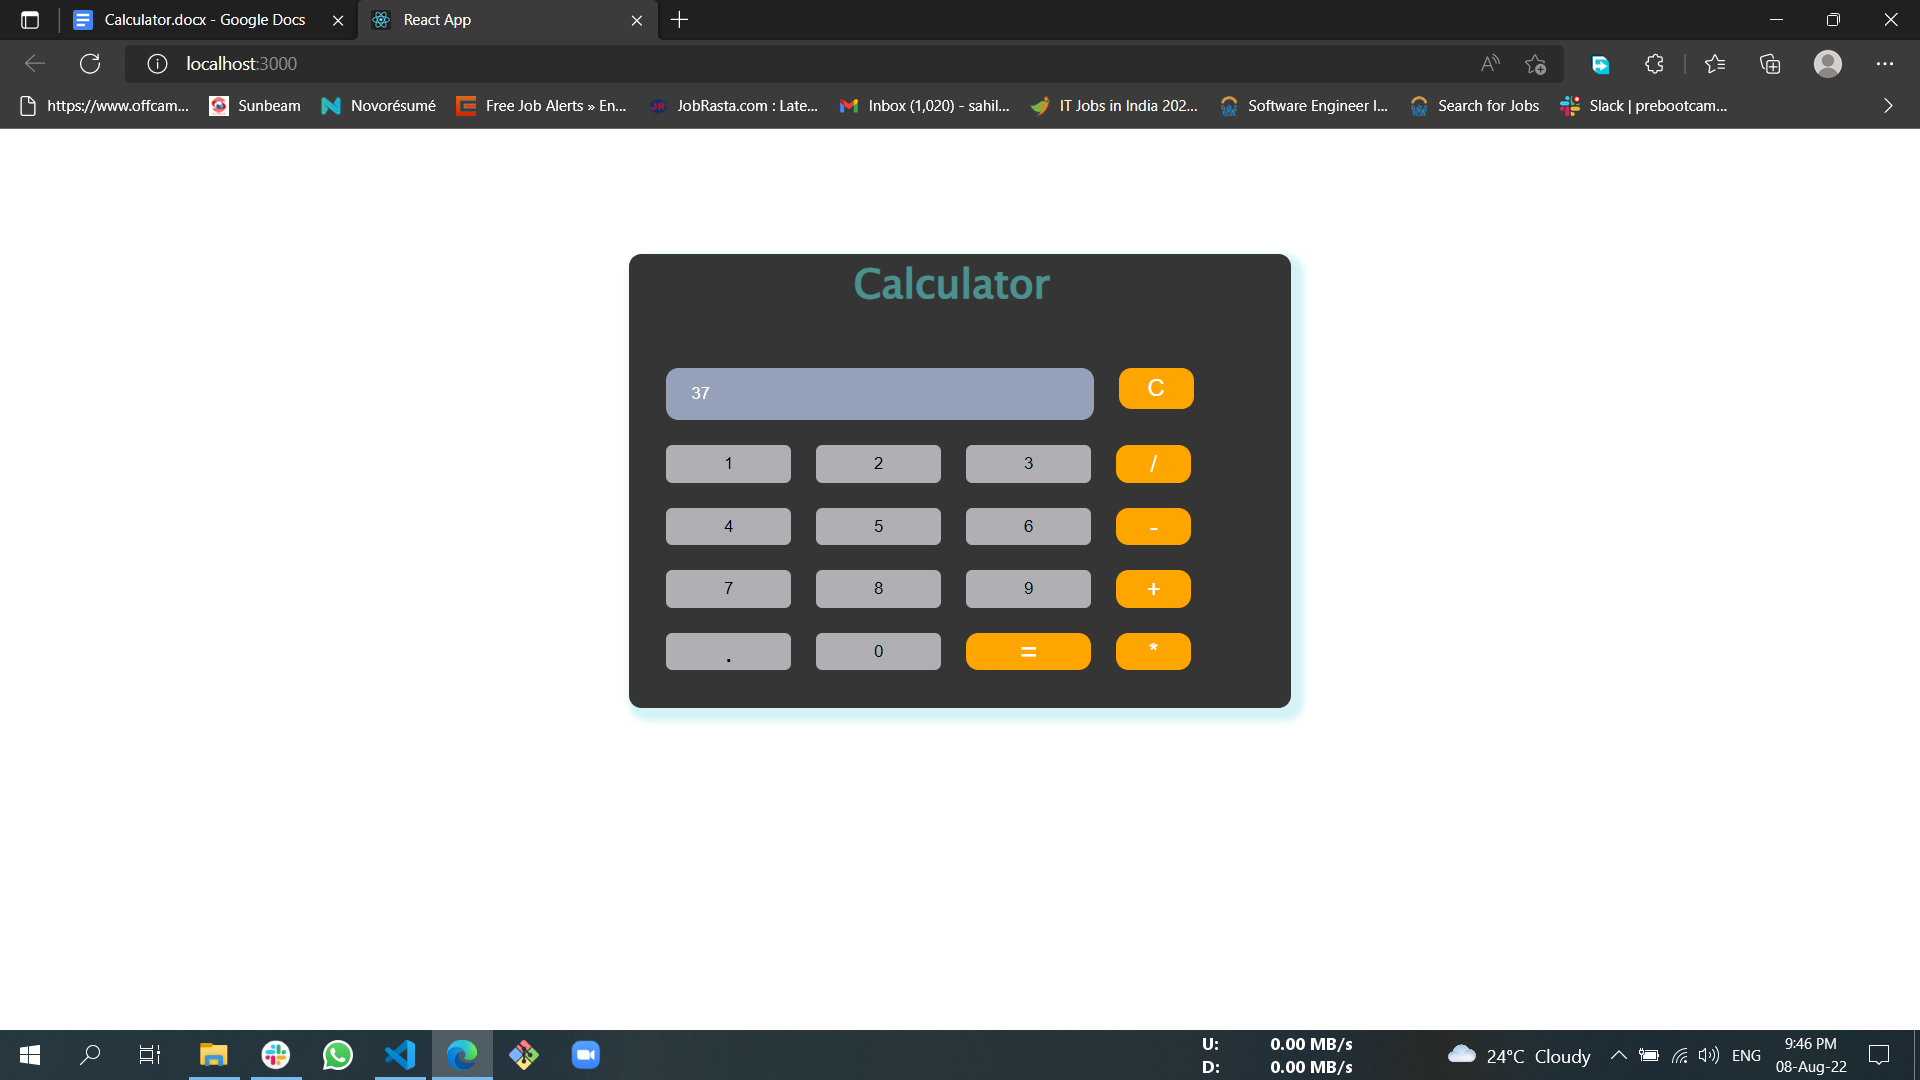 Calculator.docx - Google Docs
React App
localhost:3000
https://www.offcam...
Sunbeam
Novorésumé
Free Job Alerts » En...
JobRasta.com : Late...
Inbox (1,020) - sahil...
IT Jobs in India 202...
Software Engineer I...
Search for Jobs
Slack | prebootcam...
Calculator
37
C
1 2 3 /
4 5 6 -
7 8 9 +
. 0 = *
U: 0.00 MB/s
D: 0.00 MB/s
24°C Cloudy
ENG
9:46 PM
08-Aug-22